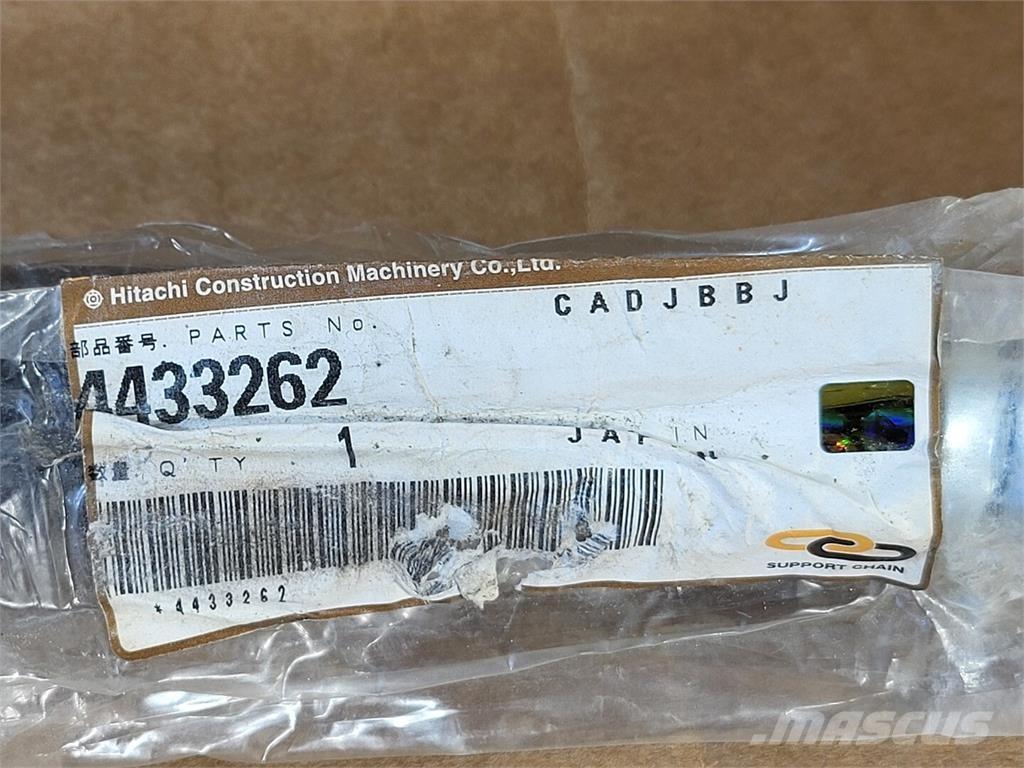 Hitachi Construction Machinery Co.,Ltd.
CADJBBJ
部品番号. PARTS No.
4433262
数量 Q'TY . 1
*4433262
SUPPORT CHAIN
MASCUS